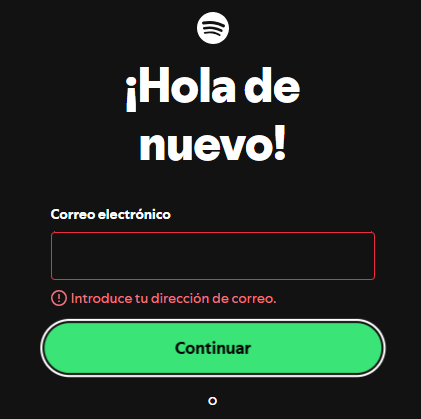 ¡Hola de
nuevo!
Correo electrónico
Introduce tu dirección de correo.
Continuar
o